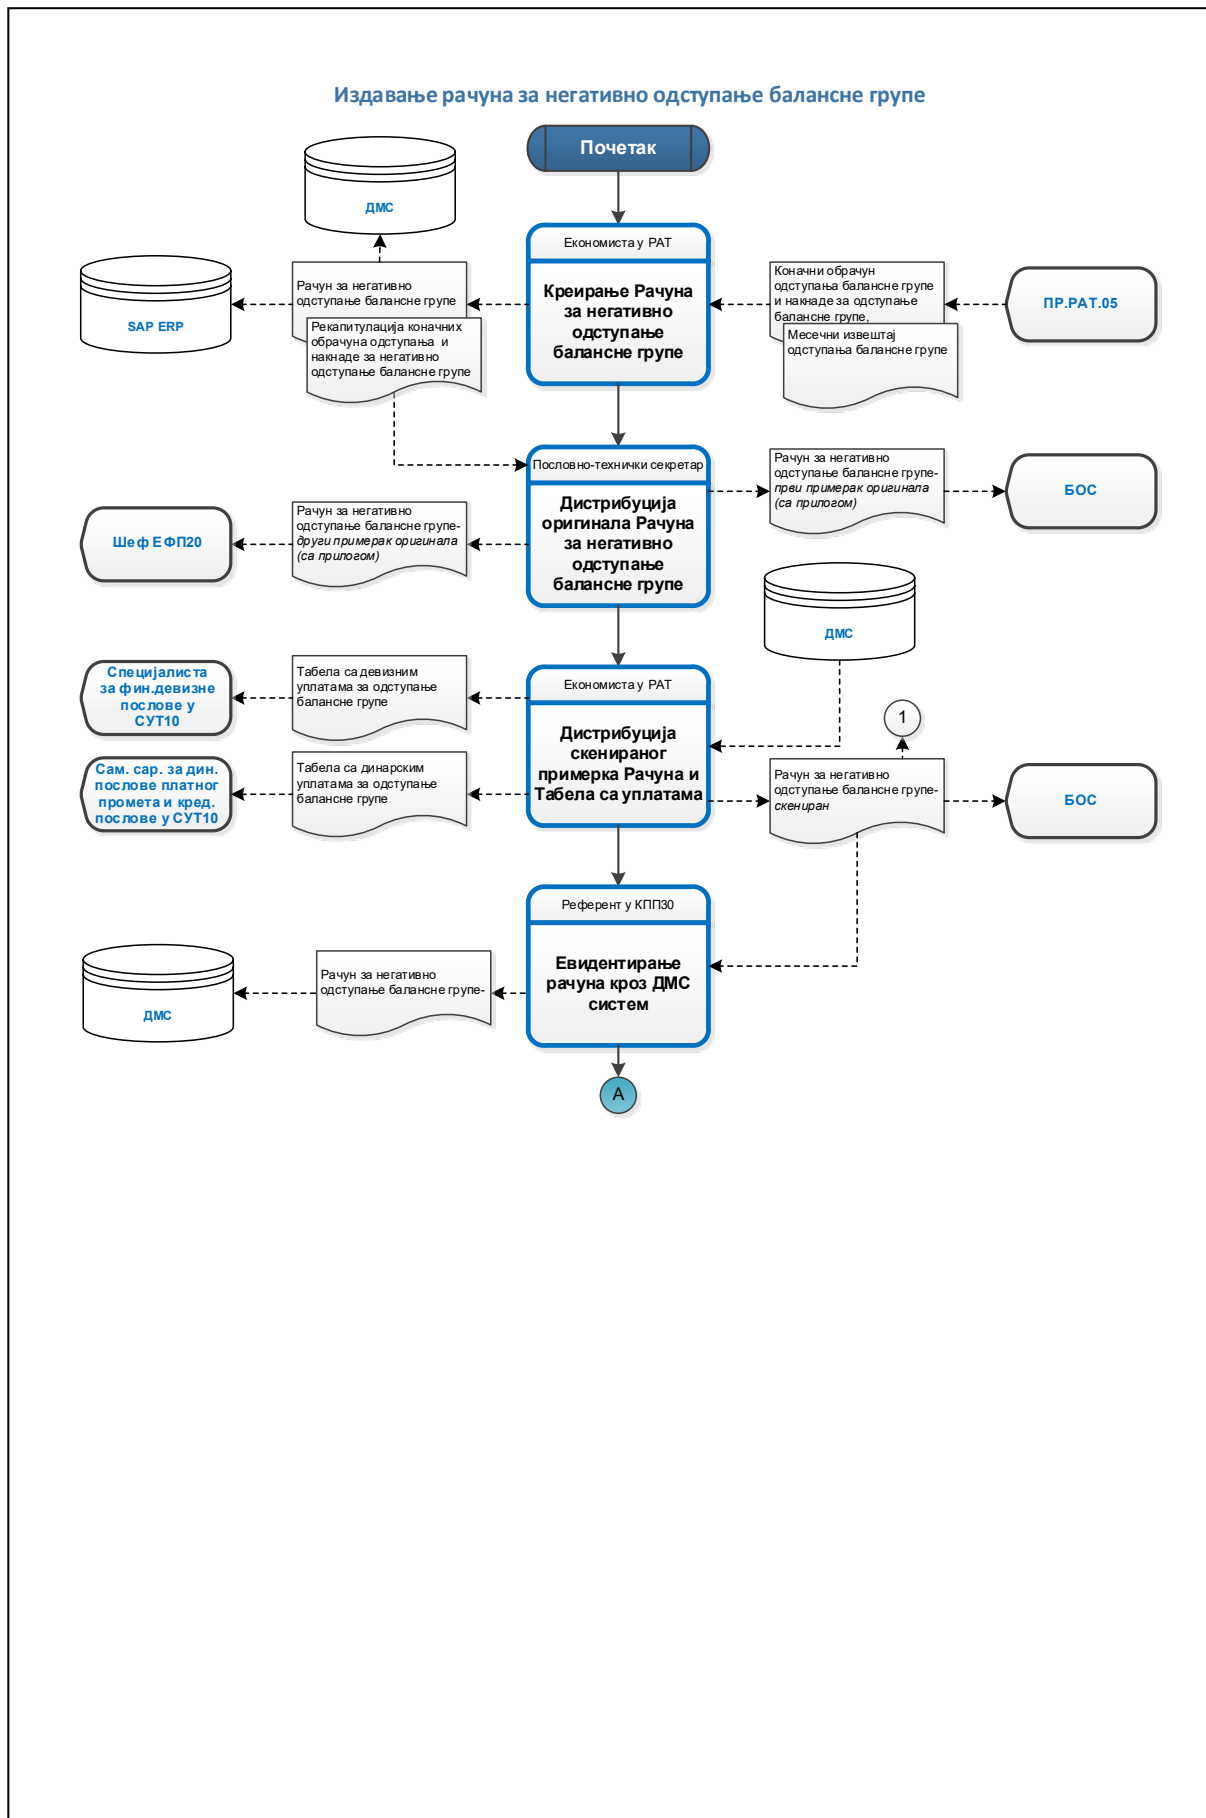 Издавање рачуна за негативно одступање балансне групе
Почетак
ДМС
Економиста у РАТ
Креирање Рачуна
за негативно
одступање
балансне групе
SAP ERP
Рачун за негативно
одступање балансне групе
Рекапитулација коначних
обрачуна одступања и
накнаде за негативно
одступање балансне групе
Коначни обрачун
одступања балансне групе
и накнаде за одступање
балансне групе,
Месечни извештај
одступања балансне групе
ПР.РАТ.05
Пословно-технички секретар
Дистрибуција
оригинала Рачуна
за негативно
одступање
балансне групе
Рачун за негативно
одступање балансне групе-
први примерак оригинала
(са прилогом)
БОС
Шеф ЕФП20
Рачун за негативно
одступање балансне групе-
други примерак оригинала
(са прилогом)
ДМС
Специјалиста
за фин.девизне
послове у
СУТ10
Табела са девизним
уплатама за одступање
балансне групе
Економиста у РАТ
Дистрибуција
скенираног
примерка Рачуна и
Табела са уплатама
1
Сам. сар. за дин.
послове платног
промета и кред.
послове у СУТ10
Табела са динарским
уплатама за одступање
балансне групе
Рачун за негативно
одступање балансне групе-
скениран
БОС
Референт у КПП30
Евидентирање
рачуна кроз ДМС
систем
Рачун за негативно
одступање балансне групе-
ДМС
А